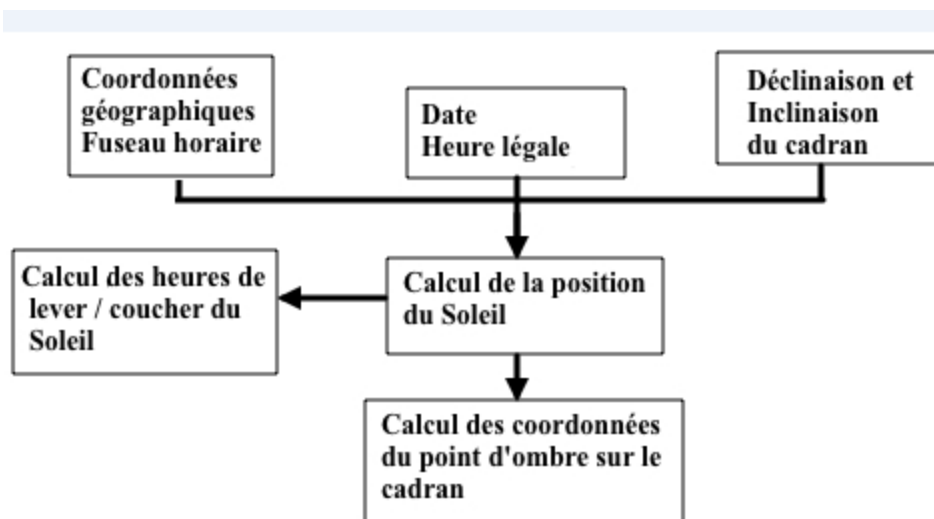 Coordonnées
géographiques
Fuseau horaire
Date
Heure légale
Déclinaison et
Inclinaison
du cadran
Calcul des heures de
lever / coucher du
Soleil
Calcul de la position
du Soleil
Calcul des coordonnées
du point d'ombre sur le
cadran